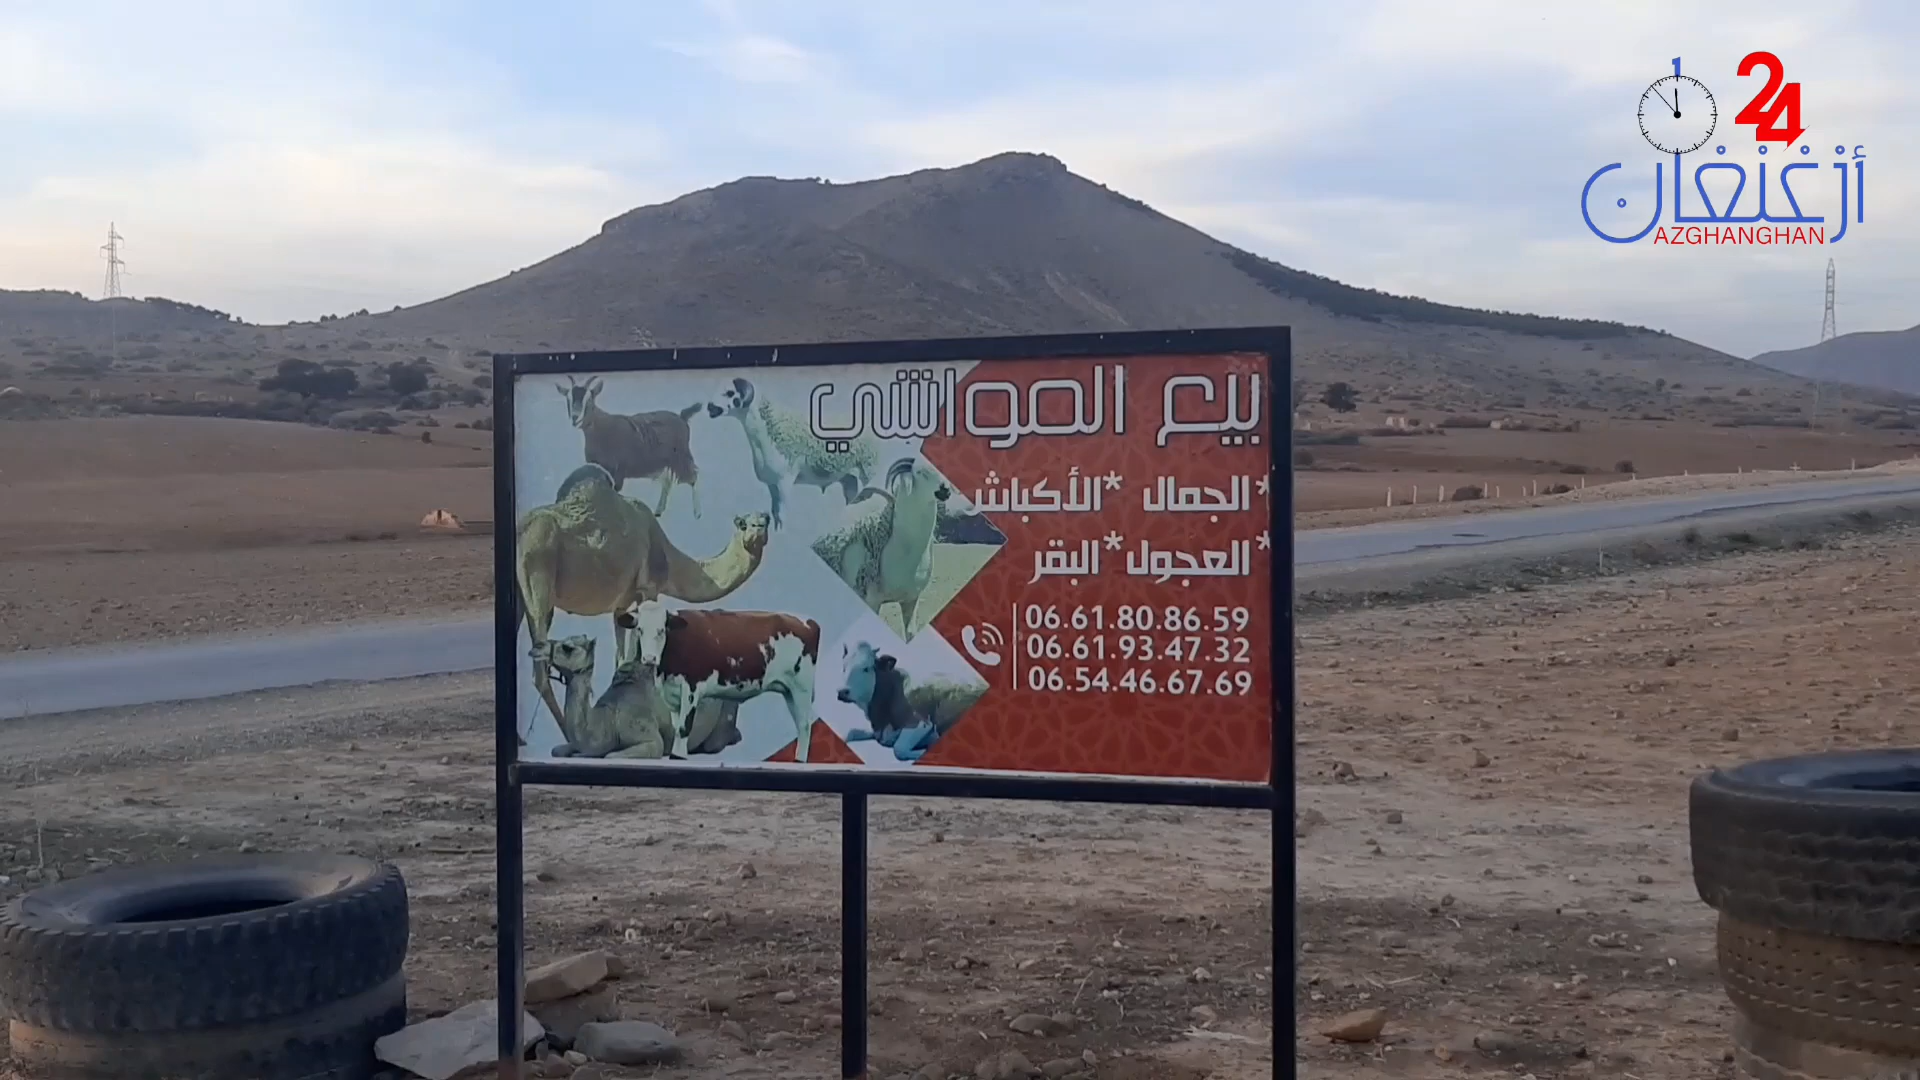 24
أزغنغان
AZGHANGHAN
بيع المواشي
*الجمال *الأكباش
*العجول *البقر
06.61.80.86.59
06.61.93.47.32
06.54.46.67.69